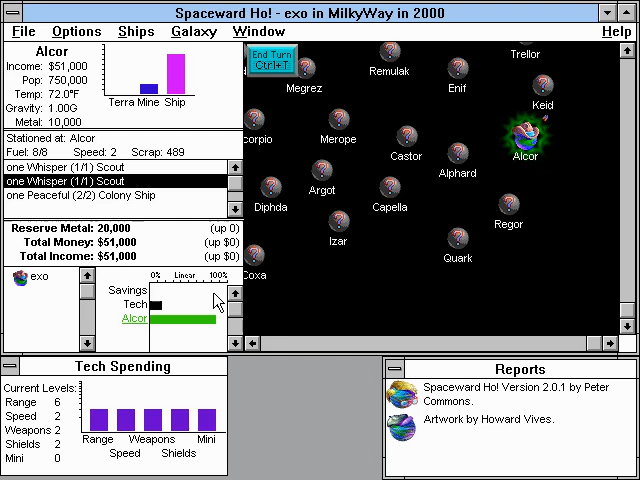 Spaceward Ho! - exo in MilkyWay in 2000
File Options Ships Galaxy Window Help
Alcor
Income: $51,000
Pop: 750,000
Temp: 72.0°F
Gravity: 1.00G
Metal: 10,000
Terra Mine Ship
Stationed at: Alcor
Fuel: 8/8 Speed: 2 Scrap: 489
one Whisper (1/1) Scout
one Whisper (1/1) Scout
one Peaceful (2/2) Colony Ship
Reserve Metal: 20,000 (up 0)
Total Money: $51,000 (up $0)
Total Income: $51,000 (up $0)
exo
0% Linear 100%
Savings
Tech
Alcor
End Turn
Ctrl+T
Trellor
Remulak
Megrez
Enif
Keid
corpio
Merope
Castor
Alcor
Alphard
Argot
Diphda
Capella
Regor
Izar
Quark
Coxa
Tech Spending
Current Levels:
Range 6
Speed 2
Weapons 2
Shields 2
Mini 0
Range Weapons Mini
Speed Shields
Reports
Spaceward Ho! Version 2.0.1 by Peter
Commons.
Artwork by Howard Vives.